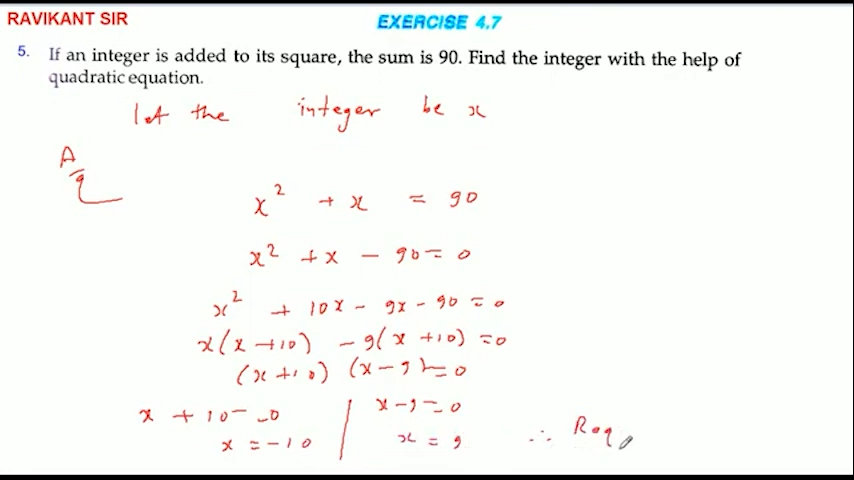 RAVIKANT SIR
EXERCISE 4.7
5. If an integer is added to its square, the sum is 90. Find the integer with the help of
quadratic equation.
let the integer be x
x² + x = 90
x² + x - 90 = 0
x² + 10x - 9x - 90 = 0
x(x+10) - 9(x+10) = 0
(x+10) (x-9) = 0
x + 10 = 0 | x-9=0
x = -10 | x = 9 ∴ Req